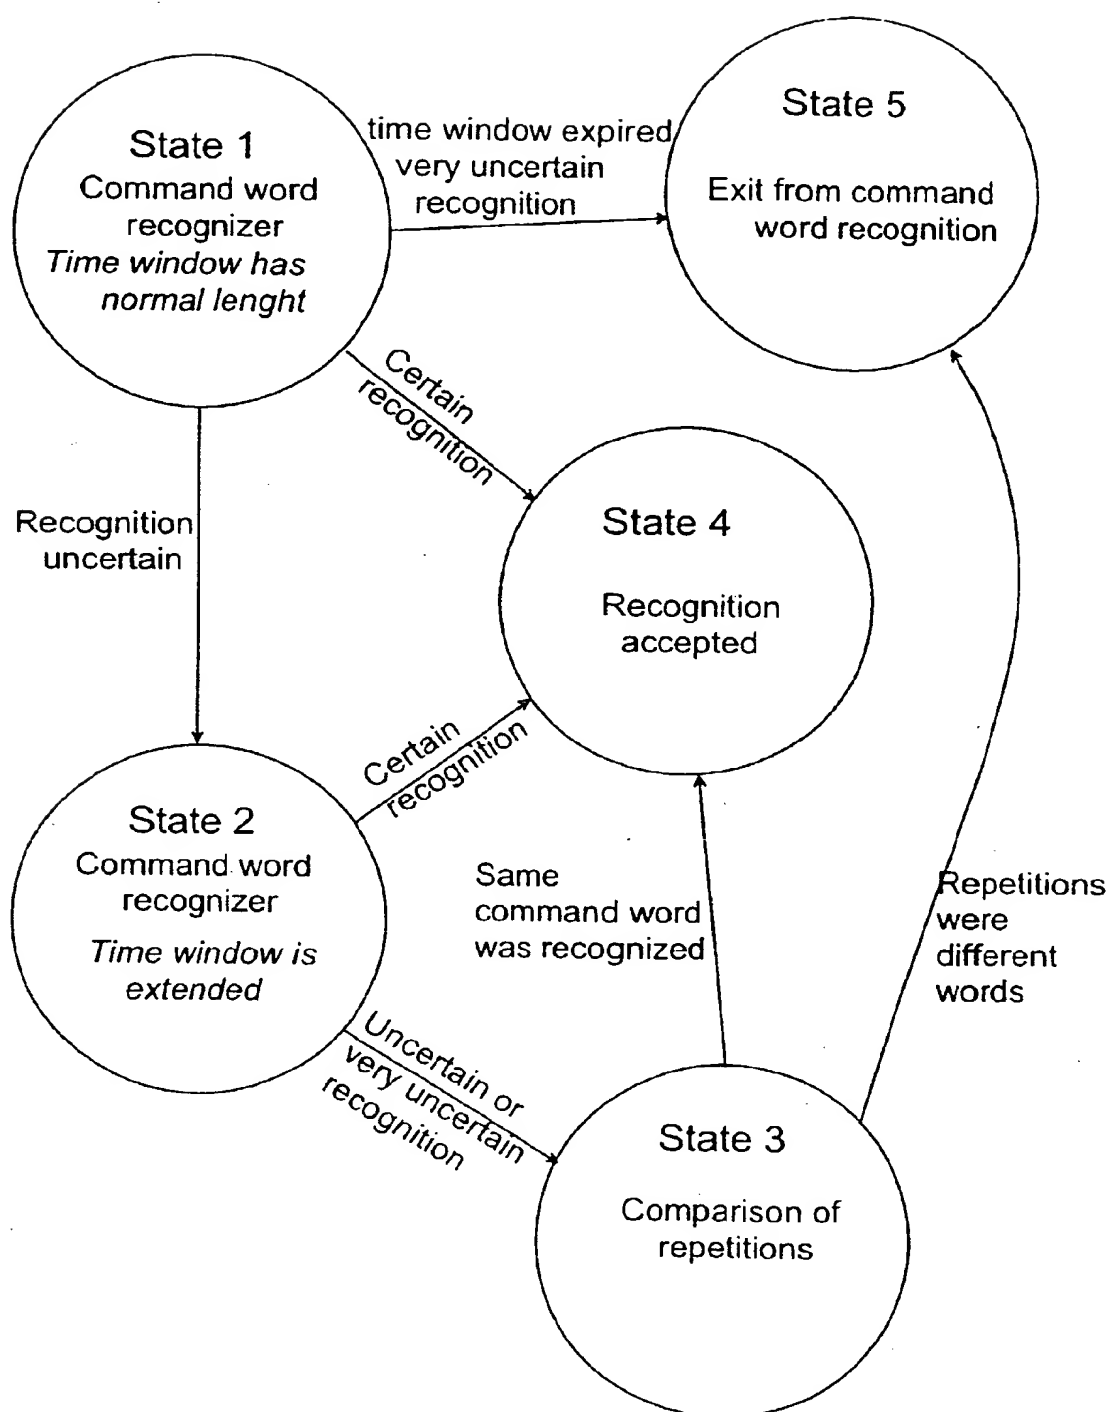 State 1
Command word
recognizer
Time window has
normal lenght
time window expired
very uncertain
recognition
State 5
Exit from command
word recognition
Certain
recognition
Recognition
uncertain
State 4
Recognition
accepted
Certain
recognition
State 2
Command word
recognizer
Time window is
extended
Same
command word
was recognized
Repetitions
were
different
words
Uncertain or
very uncertain
recognition
State 3
Comparison of
repetitions